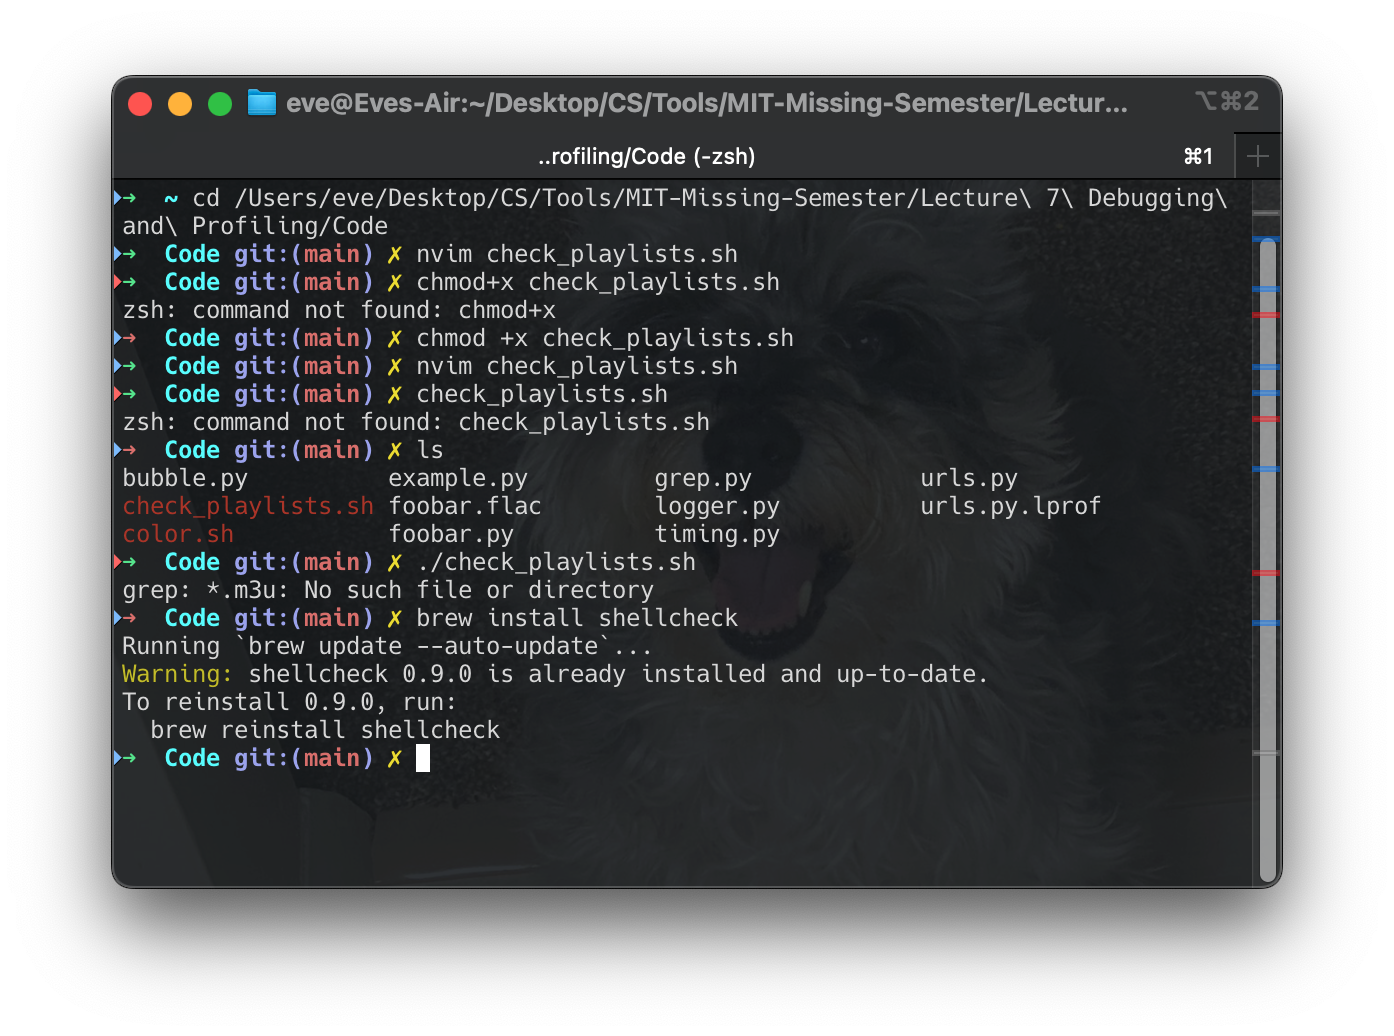 eve@Eves-Air:~/Desktop/CS/Tools/MIT-Missing-Semester/Lectur... ⌥⌘2
..rofiling/Code (-zsh) ⌘1
➜ ~ cd /Users/eve/Desktop/CS/Tools/MIT-Missing-Semester/Lecture\ 7\ Debugging\
and\ Profiling/Code
➜ Code git:(main) ✗ nvim check_playlists.sh
➜ Code git:(main) ✗ chmod+x check_playlists.sh
zsh: command not found: chmod+x
➜ Code git:(main) ✗ chmod +x check_playlists.sh
➜ Code git:(main) ✗ nvim check_playlists.sh
➜ Code git:(main) ✗ check_playlists.sh
zsh: command not found: check_playlists.sh
➜ Code git:(main) ✗ ls
bubble.py example.py grep.py urls.py
check_playlists.sh foobar.flac logger.py urls.py.lprof
color.sh foobar.py timing.py
➜ Code git:(main) ✗ ./check_playlists.sh
grep: *.m3u: No such file or directory
➜ Code git:(main) ✗ brew install shellcheck
Running `brew update --auto-update`...
Warning: shellcheck 0.9.0 is already installed and up-to-date.
To reinstall 0.9.0, run:
brew reinstall shellcheck
➜ Code git:(main) ✗